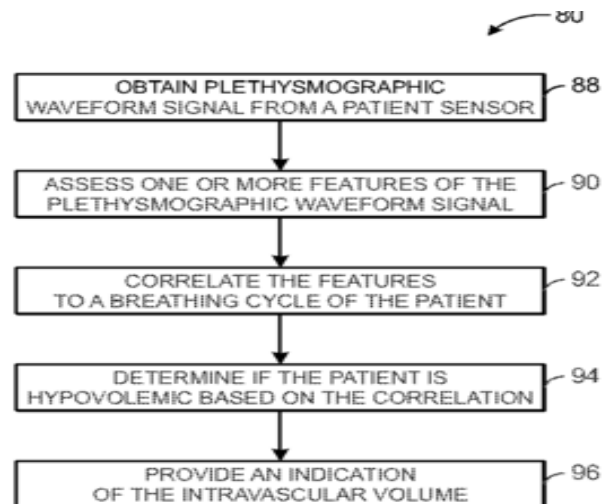 80
OBTAIN PLETHYSMOGRAPHIC
WAVEFORM SIGNAL FROM A PATIENT SENSOR
88
ASSESS ONE OR MORE FEATURES OF THE
PLETHYSMOGRAPHIC WAVEFORM SIGNAL
90
CORRELATE THE FEATURES
TO A BREATHING CYCLE OF THE PATIENT
92
DETERMINE IF THE PATIENT IS
HYPOVOLEMIC BASED ON THE CORRELATION
94
PROVIDE AN INDICATION
OF THE INTRAVASCULAR VOLUME
96